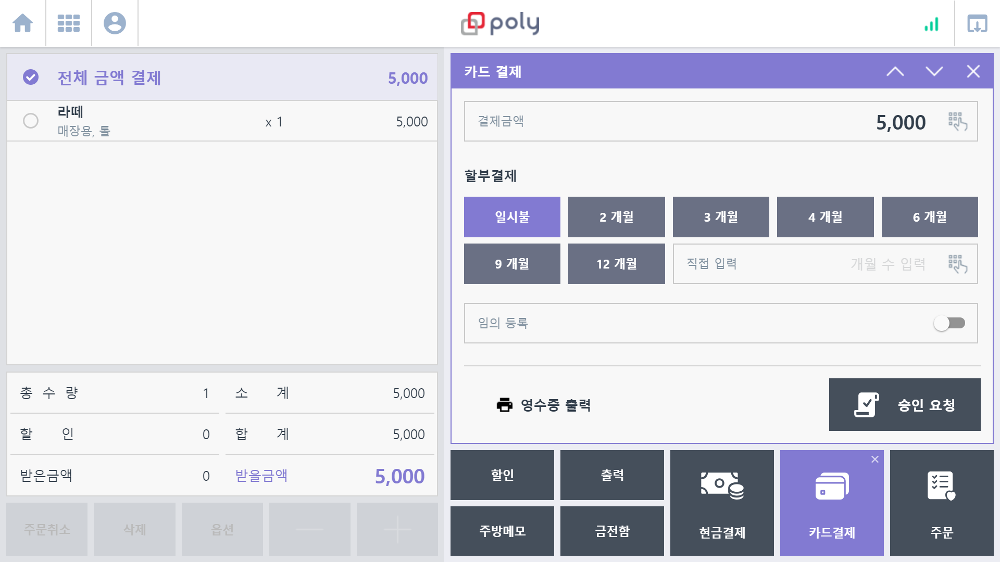 poly
전체 금액 결제 5,000
라떼 x 1 5,000
매장용, 톨
총 수 량 1 소 계 5,000
할 인 0 합 계 5,000
받은금액 0 받을금액 5,000
주문취소 삭제 옵션
카드 결제
결제금액 5,000
할부결제
일시불 2 개월 3 개월 4 개월 6 개월
9 개월 12 개월 직접 입력 개월 수 입력
임의 등록
영수증 출력 승인 요청
할인 출력
주방메모 금전함 현금결제 카드결제 주문